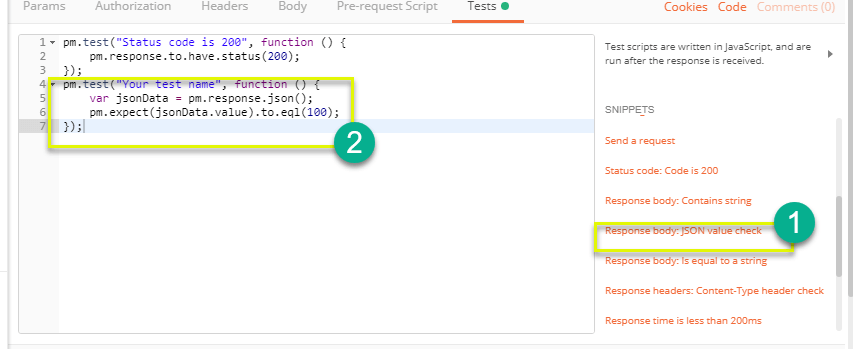 Params Authorization Headers Body Pre-request Script Tests Cookies Code Comments (0)
1 pm.test("Status code is 200", function () {
2 pm.response.to.have.status(200);
3 });
4 pm.test("Your test name", function () {
5 var jsonData = pm.response.json();
6 pm.expect(jsonData.value).to.eql(100);
7 });
2
Test scripts are written in JavaScript, and are
run after the response is received.
SNIPPETS
Send a request
Status code: Code is 200
Response body: Contains string
Response body: JSON value check
1
Response body: Is equal to a string
Response headers: Content-Type header check
Response time is less than 200ms